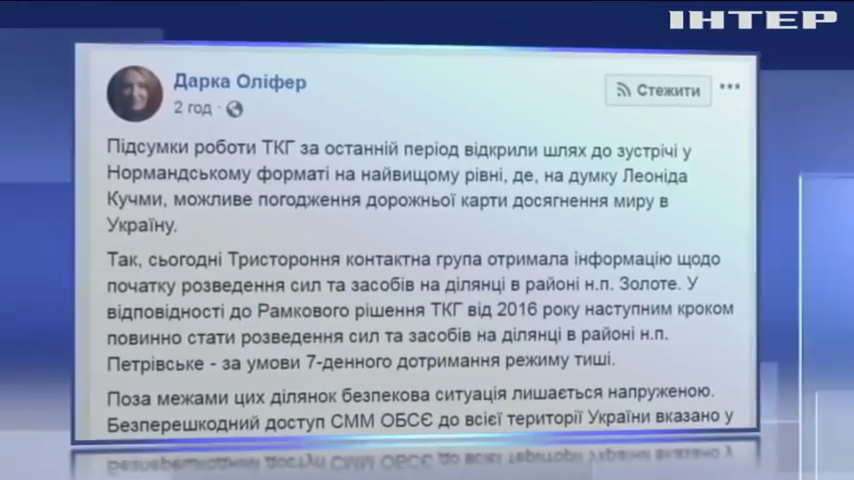 ІНТЕР
Дарка Оліфер
2 год ·
Стежити
Підсумки роботи ТКГ за останній період відкрили шлях до зустрічі у
Нормандському форматі на найвищому рівні, де, на думку Леоніда
Кучми, можливе погодження дорожньої карти досягнення миру в
Україну.
Так, сьогодні Тристороння контактна група отримала інформацію щодо
початку розведення сил та засобів на ділянці в районі н.п. Золоте. У
відповідності до Рамкового рішення ТКГ від 2016 року наступним кроком
повинно стати розведення сил та засобів на ділянці в районі н.п.
Петрівське - за умови 7-денного дотримання режиму тиші.
Поза межами цих ділянок безпекова ситуація лишається напруженою.
Безперешкодний доступ СММ ОБСЄ до всієї території України вказано у